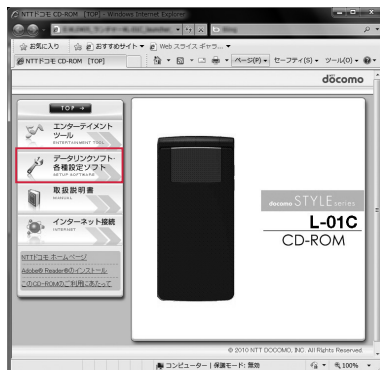 NTTドコモ CD-ROM [TOP] - Windows Internet Explorer
お気に入り
おすすめサイト
Web スライス ギャラ...
NTTドコモ CD-ROM [TOP]
ページ(P)
セーフティ(S)
ツール(O)
döcomo
TOP
エンターテイメント
ツール
ENTERTAINMENT TOOL
データリンクソフト・
各種設定ソフト
SETUP SOFTWARE
取扱説明書
MANUAL
インターネット接続
INTERNET
NTTドコモ ホームページ
Adobe® Reader®のインストール
このCD-ROMのご利用にあたって
docomo STYLE series
L-01C
CD-ROM
© 2010 NTT DOCOMO, INC. All Rights Reserved.
コンピューター | 保護モード: 無効
100%